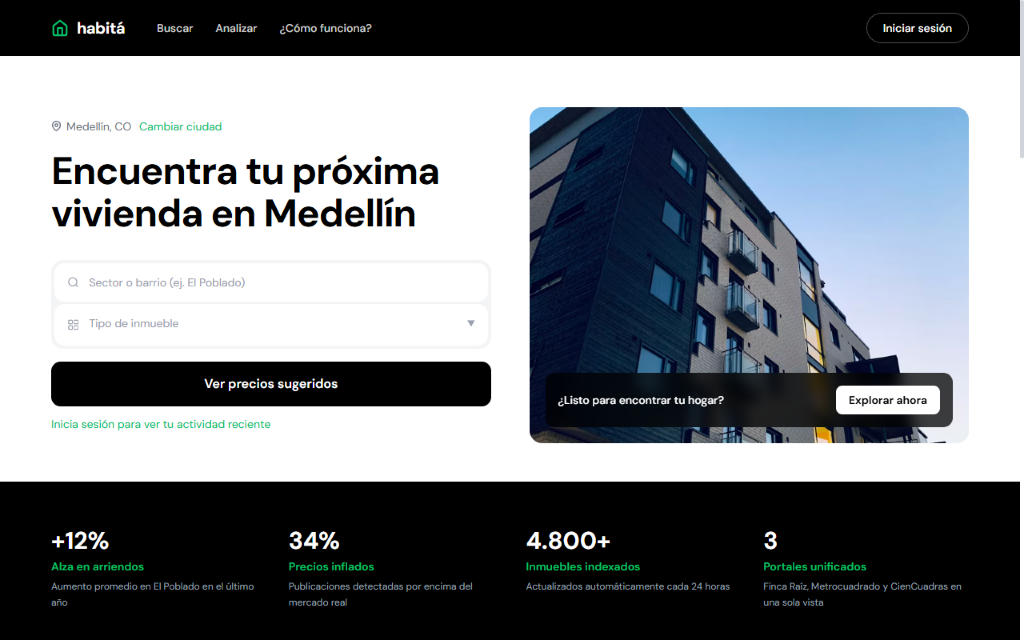 habitá
Buscar
Analizar
¿Cómo funciona?
Iniciar sesión
Medellín, CO
Cambiar ciudad
Encuentra tu próxima
vivienda en Medellín
Sector o barrio (ej. El Poblado)
Tipo de inmueble
Ver precios sugeridos
Inicia sesión para ver tu actividad reciente
¿Listo para encontrar tu hogar?
Explorar ahora
+12%
Alza en arriendos
Aumento promedio en El Poblado en el último
año
34%
Precios inflados
Publicaciones detectadas por encima del
mercado real
4.800+
Inmuebles indexados
Actualizados automáticamente cada 24 horas
3
Portales unificados
Finca Raíz, Metrocuadrado y CienCuadras en
una sola vista